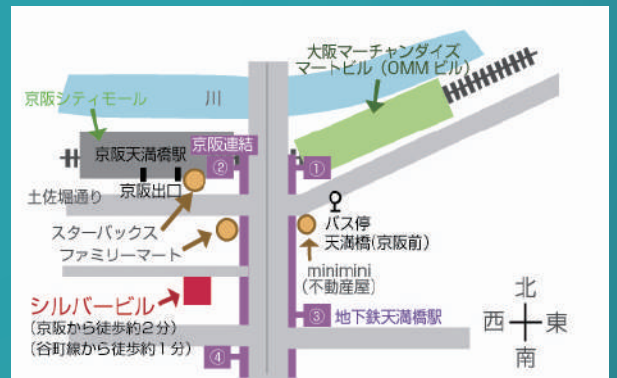 大阪マーチャンダイズ
マートビル（OMMビル）
京阪シティモール
川
京阪連結
京阪天満橋駅
②
①
京阪出口
土佐堀通り
バス停
天満橋(京阪前)
スターバックス
ファミリーマート
minimini
(不動産屋)
シルバービル
(京阪から徒歩約２分)
(谷町線から徒歩約１分)
③
地下鉄天満橋駅
④
北
西
東
南